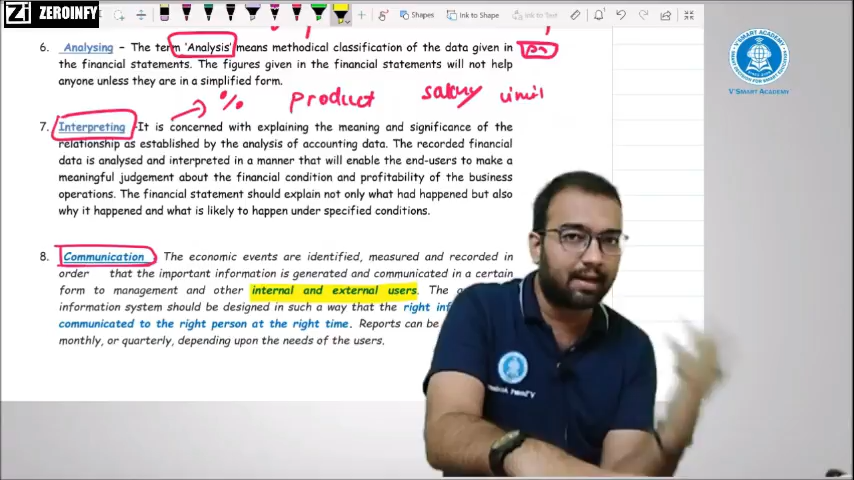 Zi ZEROINFY
Shapes
Ink to Shape
Ink to Text
6. Analysing – The term 'Analysis' means methodical classification of the data given in
the financial statements. The figures given in the financial statements will not help
anyone unless they are in a simplified form.
% product salary
7. Interpreting -It is concerned with explaining the meaning and significance of the
relationship as established by the analysis of accounting data. The recorded financial
data is analysed and interpreted in a manner that will enable the end-users to make a
meaningful judgement about the financial condition and profitability of the business
operations. The financial statement should explain not only what had happened but also
why it happened and what is likely to happen under specified conditions.
8. Communication The economic events are identified, measured and recorded in
order that the important information is generated and communicated in a certain
form to management and other internal and external users. The
information system should be designed in such a way that the right
communicated to the right person at the right time. Reports can be
monthly, or quarterly, depending upon the needs of the users.
V'SMART ACADEMY